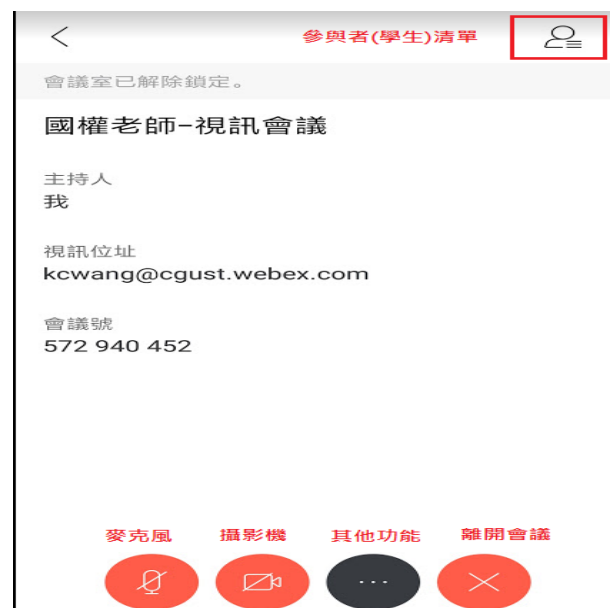 參與者(學生)清單
會議室已解除鎖定。
國權老師-視訊會議
主持人
我
視訊位址
kcwang@cgust.webex.com
會議號
572 940 452
麥克風 攝影機 其他功能 離開會議